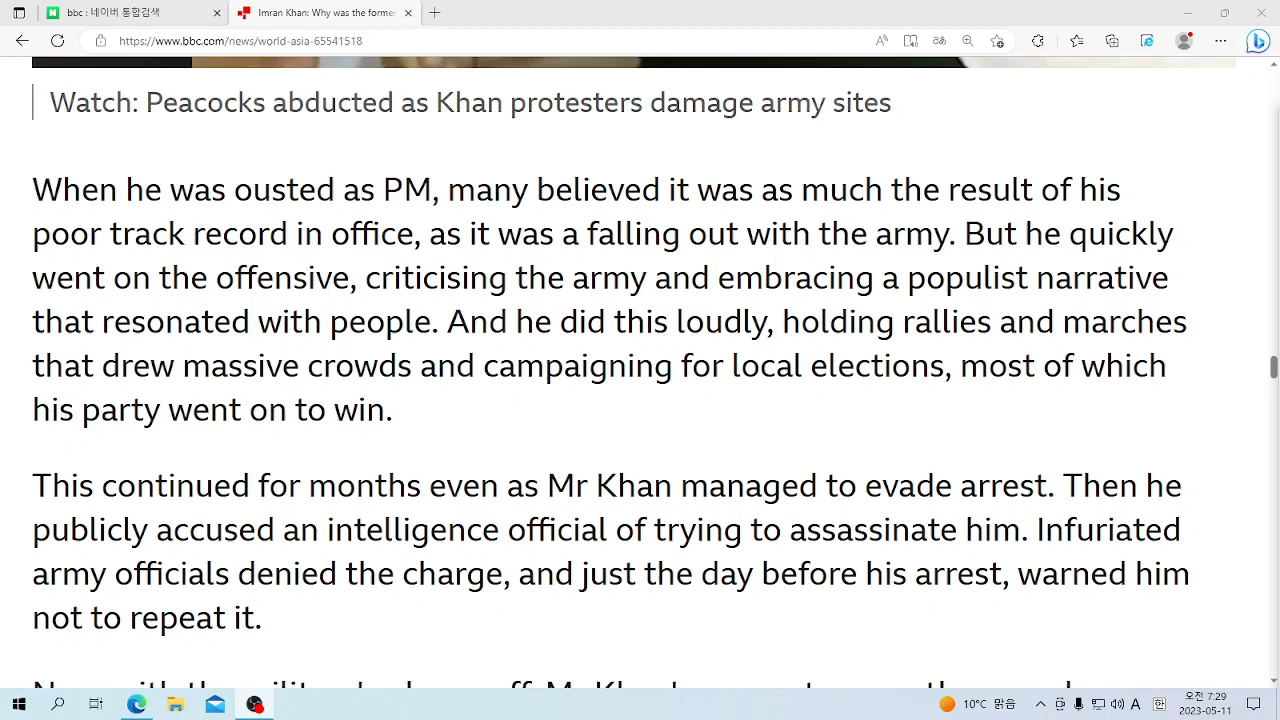 bbc : 네이버 통합검색
Imran Khan: Why was the former
https://www.bbc.com/news/world-asia-65541518
Watch: Peacocks abducted as Khan protesters damage army sites
When he was ousted as PM, many believed it was as much the result of his
poor track record in office, as it was a falling out with the army. But he quickly
went on the offensive, criticising the army and embracing a populist narrative
that resonated with people. And he did this loudly, holding rallies and marches
that drew massive crowds and campaigning for local elections, most of which
his party went on to win.
This continued for months even as Mr Khan managed to evade arrest. Then he
publicly accused an intelligence official of trying to assassinate him. Infuriated
army officials denied the charge, and just the day before his arrest, warned him
not to repeat it.
10°C 맑음
A
오전 7:29
2023-05-11